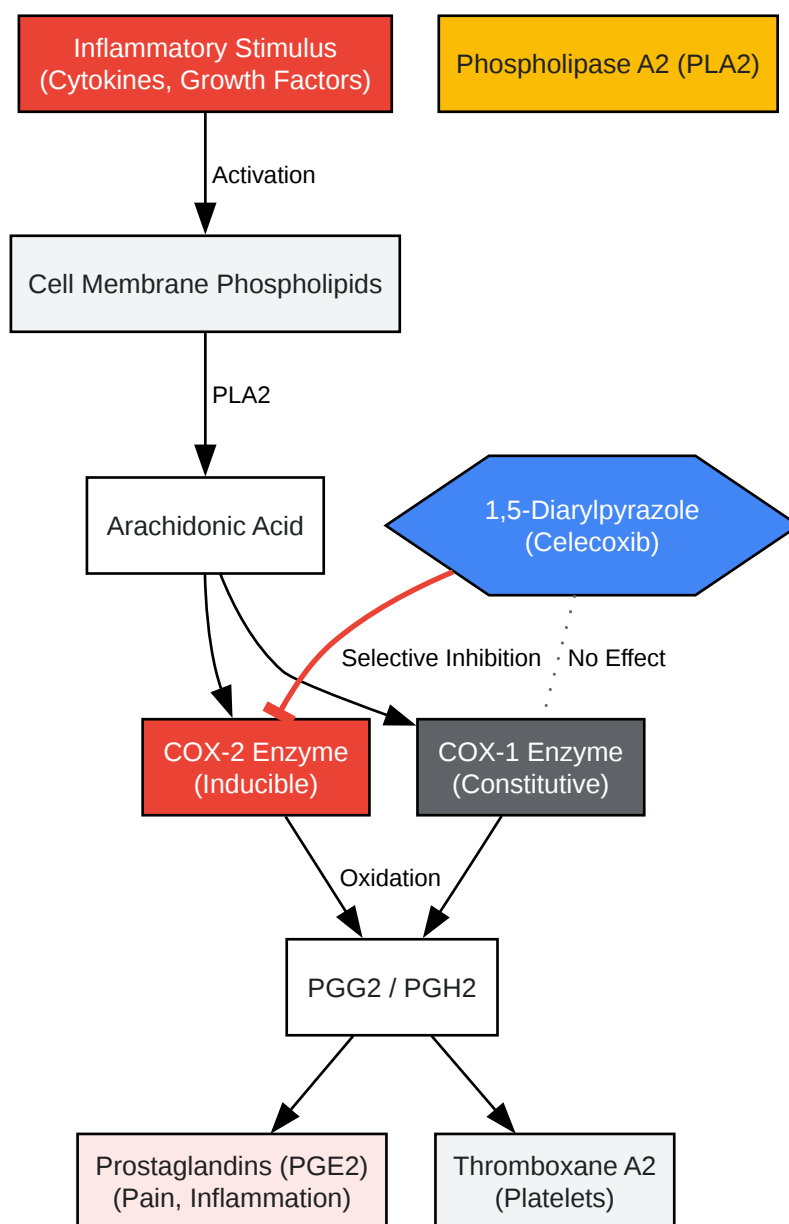 Inflammatory Stimulus
(Cytokines, Growth Factors)
Phospholipase A2 (PLA2)
Activation
Cell Membrane Phospholipids
PLA2
Arachidonic Acid
1,5-Diarylpyrazole
(Celecoxib)
Selective Inhibition
No Effect
COX-2 Enzyme
(Inducible)
COX-1 Enzyme
(Constitutive)
Oxidation
PGG2 / PGH2
Prostaglandins (PGE2)
(Pain, Inflammation)
Thromboxane A2
(Platelets)